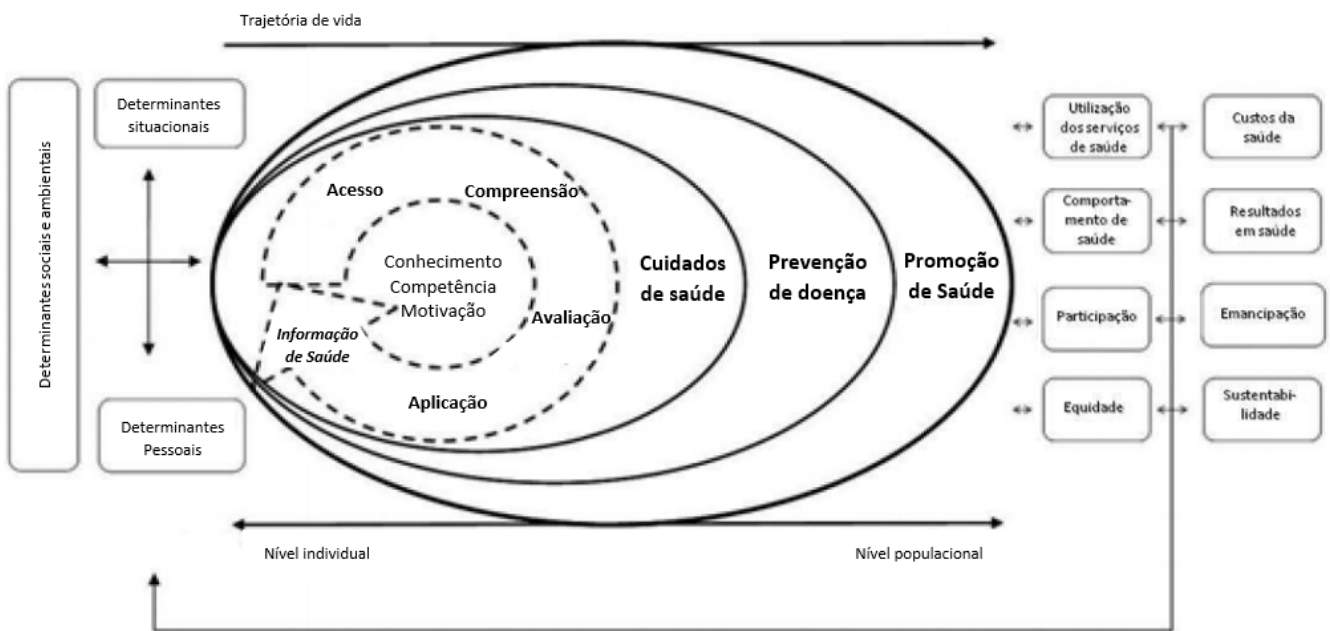 Trajetória de vida
Determinantes sociais e ambientais
Determinantes
situacionais
Determinantes
Pessoais
Acesso
Compreensão
Conhecimento
Competência
Motivação
Informação
de Saúde
Avaliação
Aplicação
Cuidados
de saúde
Prevenção
de doença
Promoção
de Saúde
Utilização
dos serviços
de saúde
Custos da
saúde
Comporta-
mento de
saúde
Resultados
em saúde
Participação
Emancipação
Equidade
Sustentabi-
lidade
Nível individual
Nível populacional